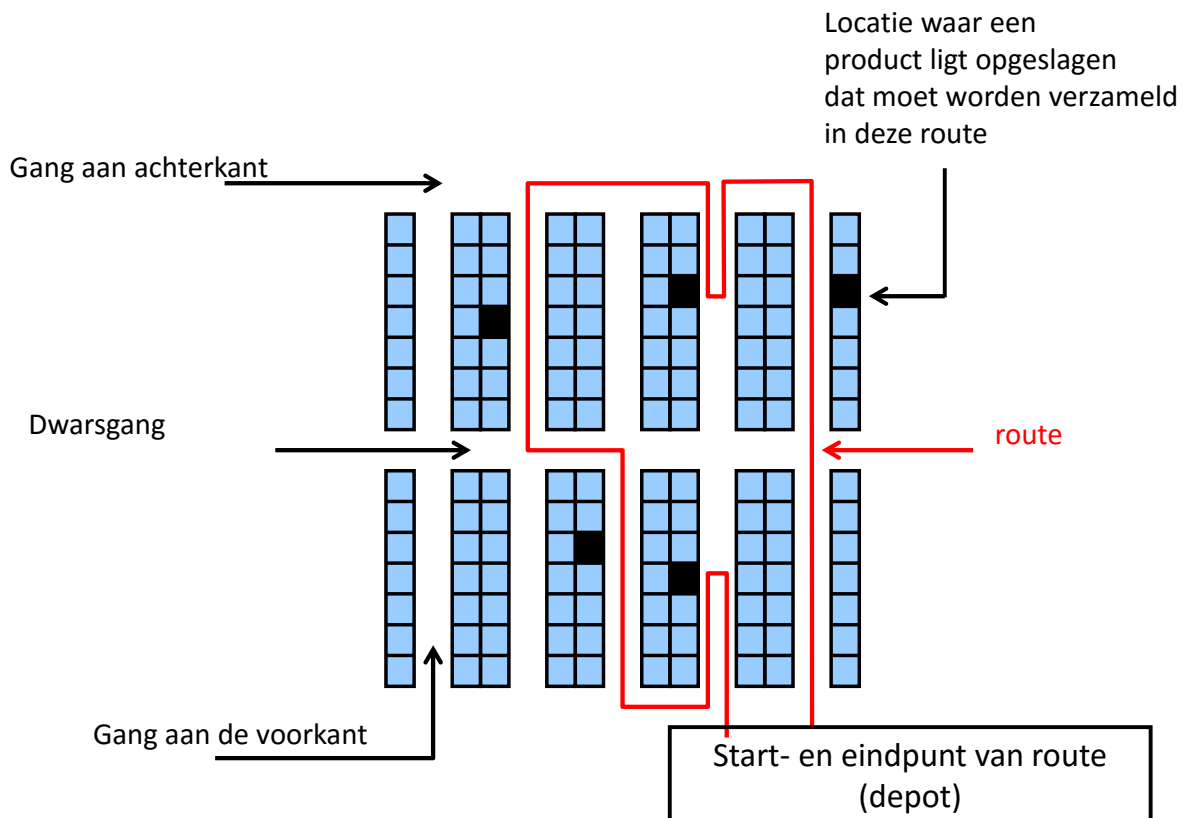 Locatie waar een
product ligt opgeslagen
dat moet worden verzameld
in deze route
Gang aan achterkant
Dwarsgang
route
Gang aan de voorkant
Start- en eindpunt van route
(depot)